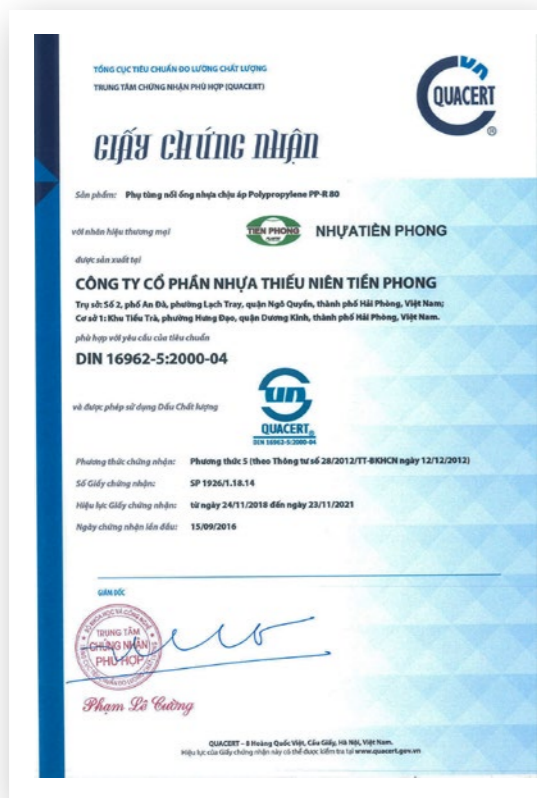 TỔNG CỤC TIÊU CHUẨN ĐO LƯỜNG CHẤT LƯỢNG
TRUNG TÂM CHỨNG NHẬN PHÙ HỢP (QUACERT)
QUACERT
®
GIẤY CHỨNG NHẬN
Sản phẩm: Phụ tùng nối ống nhựa chịu áp Polypropylene PP-R 80
với nhãn hiệu thương mại TIEN PHONG NHỰA TIỀN PHONG
được sản xuất tại
CÔNG TY CỔ PHẦN NHỰA THIẾU NIÊN TIỀN PHONG
Trụ sở: Số 2, phố An Đà, phường Lạch Tray, quận Ngô Quyền, thành phố Hải Phòng, Việt Nam;
Cơ sở 1: Khu Tiểu Trà, phường Hưng Đạo, quận Dương Kinh, thành phố Hải Phòng, Việt Nam.
phù hợp với yêu cầu của tiêu chuẩn
DIN 16962-5:2000-04
và được phép sử dụng Dấu Chất lượng
QUACERT®
DIN 16962-5:2000-04
Phương thức chứng nhận: Phương thức 5 (theo Thông tư số 28/2012/TT-BKHCN ngày 12/12/2012)
Số Giấy chứng nhận: SP 1926/1.18.14
Hiệu lực Giấy chứng nhận: từ ngày 24/11/2018 đến ngày 23/11/2021
Ngày chứng nhận lần đầu: 15/09/2016
GIÁM ĐỐC
TRUNG TÂM
CHỨNG NHẬN
PHÙ HỢP
Phạm Lê Cường
QUACERT – 8 Hoàng Quốc Việt, Cầu Giấy, Hà Nội, Việt Nam.
Hiệu lực của Giấy chứng nhận này có thể được kiểm tra tại www.quacert.gov.vn